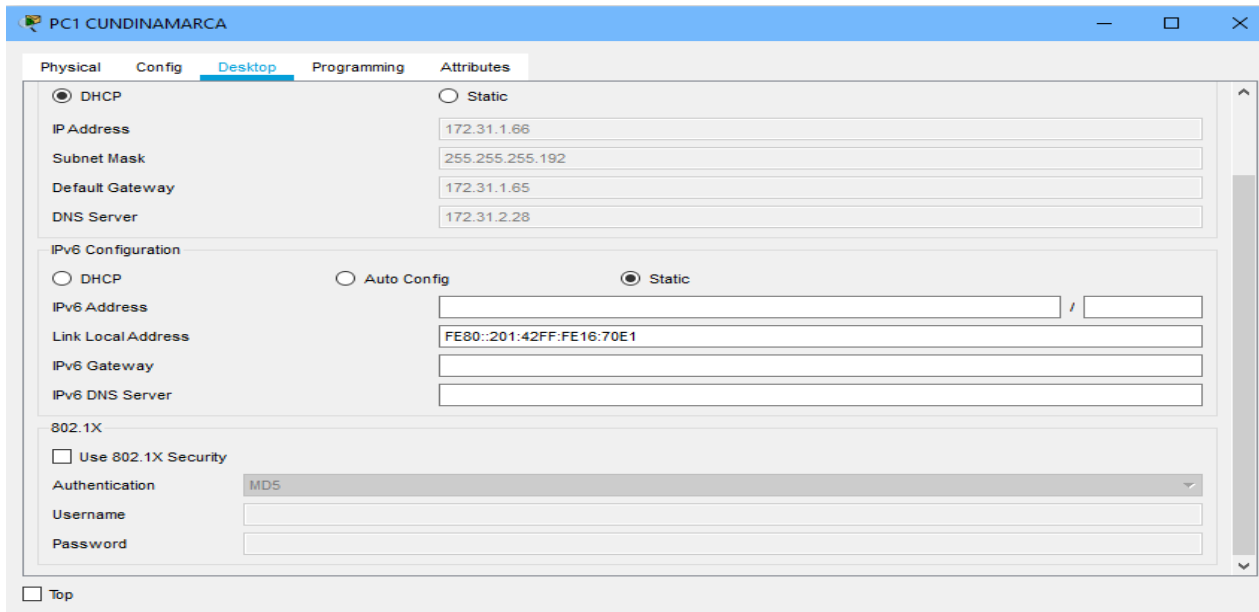 PC1 CUNDINAMARCA
Physical Config Desktop Programming Attributes
DHCP Static
IP Address 172.31.1.66
Subnet Mask 255.255.255.192
Default Gateway 172.31.1.65
DNS Server 172.31.2.28
IPv6 Configuration
DHCP Auto Config Static
IPv6 Address /
Link Local Address FE80::201:42FF:FE16:70E1
IPv6 Gateway
IPv6 DNS Server
802.1X
Use 802.1X Security
Authentication MD5
Username
Password
Top